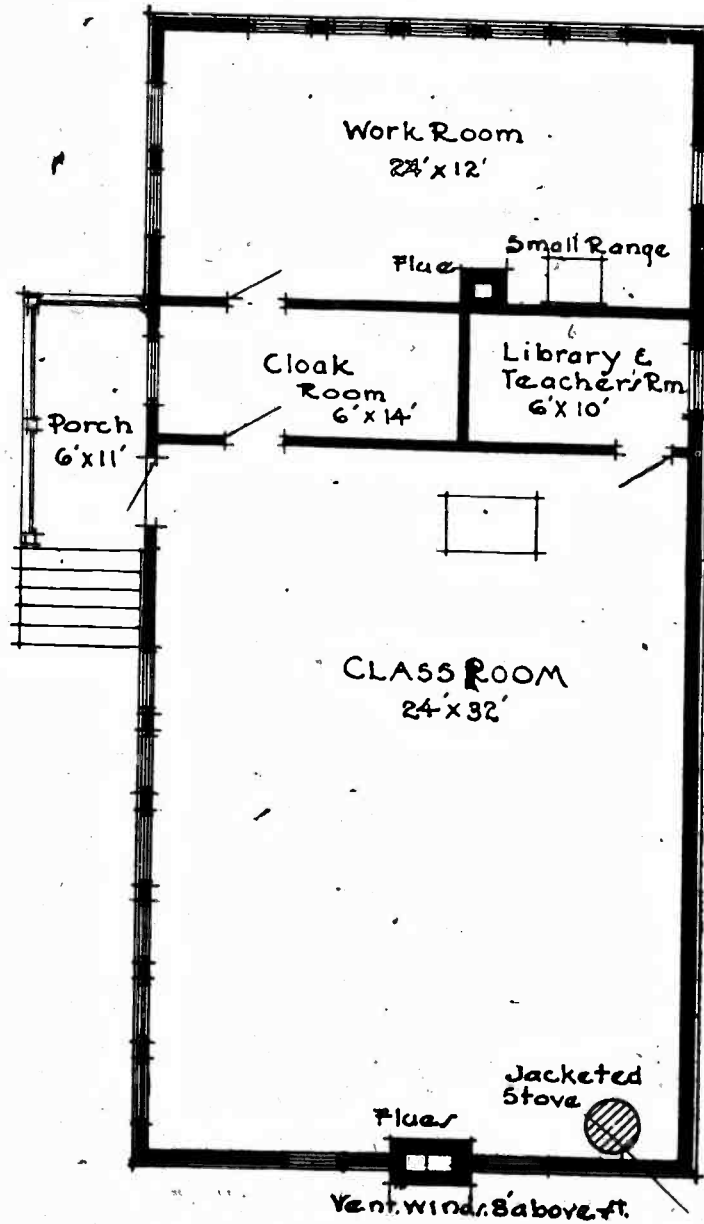 Work Room
24' x 12'
Small Range
Flue
Cloak
Room
6' x 14'
Library &
Teacher's Rm
6' x 10'
Porch
6' x 11'
CLASS ROOM
24' x 32'
Jacketed
Stove
Flues
Vent. winds. 8' above. ft.